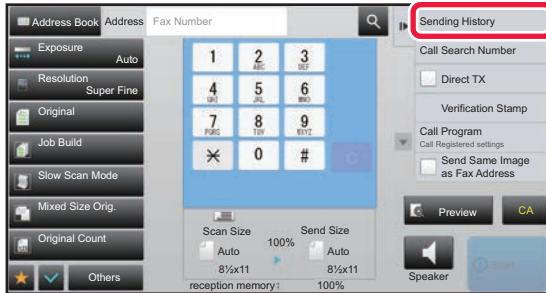 Address Book Address Fax Number
Sending History
Call Search Number
Direct TX
Verification Stamp
Call Program
Call Registered settings
Send Same Image
as Fax Address
Preview
CA
Speaker
Start
Exposure
Auto
Resolution
Super Fine
Original
Job Build
Slow Scan Mode
Mixed Size Orig.
Original Count
Others
1 2 3
ABC DEF
4 5 6
GHI JKL MNO
7 8 9
PQRS TUV WXYZ
0 #
C
Scan Size 100% Send Size
Auto Auto
8½x11 8½x11
reception memory: 100%